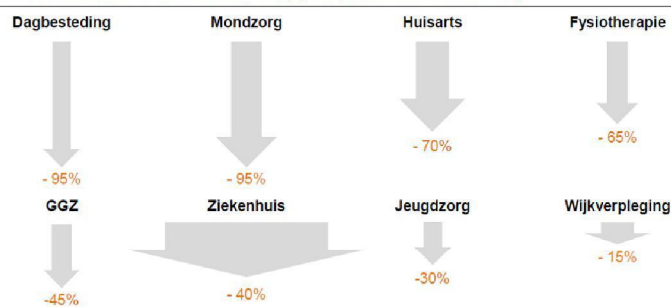 Dagbesteding Mondzorg Huisarts Fysiotherapie
- 95% - 95% - 70% - 65%
GGZ Ziekenhuis Jeugdzorg Wijkverpleging
-45% - 40% -30% - 15%